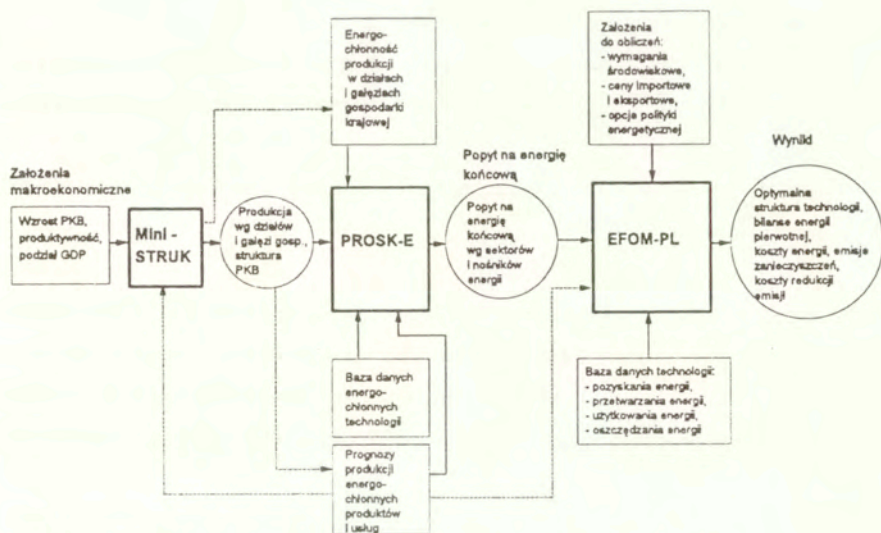 Energo-
chłonność
produkcji
w działach
i gałęziach
gospodarki
krajowej
Założenia
do obliczeń:
- wymagania
środowiskowe,
- ceny importowe
i eksportowe,
- opcje polityki
energetycznej
Założenia
makroekonomiczne
Wzrost PKB,
produktywność,
podział GDP
Mini -
STRUK
Produkcja
wg działów
i gałęzi gosp.,
struktura
PKB
PROSK-E
Popyt na energię
końcową
Popyt na
energię
końcową
wg sektorów
i nośników
energii
EFOM-PL
Wyniki
Optymalna
struktura technologii,
bilanse energii
pierwotnej,
koszty energii, emisje
zanieczyszczeń,
koszty redukcji
emisji
Baza danych
energo-
chłonnych
technologii
Baza danych technologii:
- pozyskania energii,
- przetwarzania energii,
- użytkowania energii,
- oszczędzania energii
Prognozy
produkcji
energo-
chłonnych
produktów
i usług